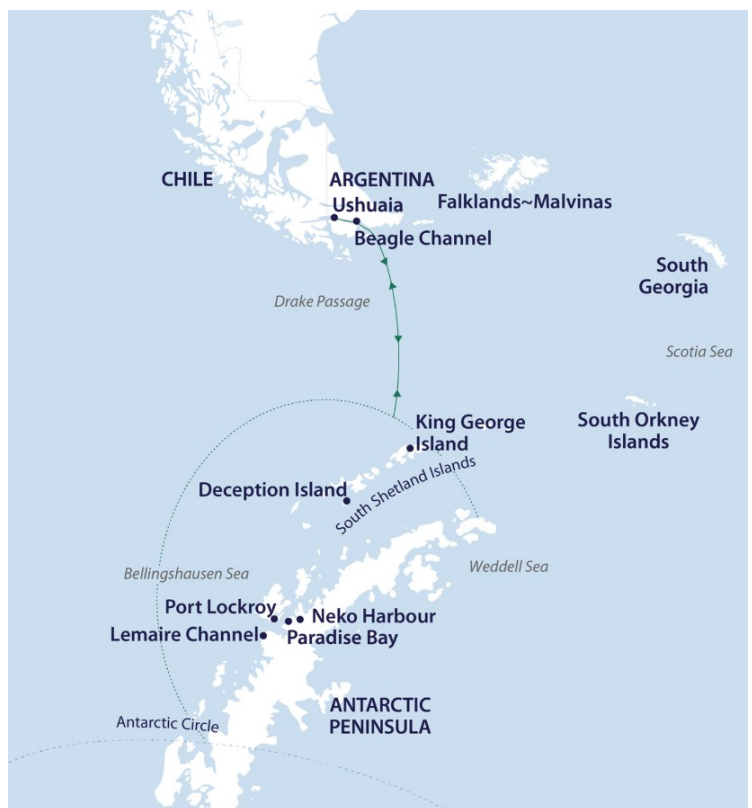 CHILE
ARGENTINA
Ushuaia
Beagle Channel
Falklands~Malvinas
South
Georgia
Drake Passage
Scotia Sea
King George
Island
South Orkney
Islands
Deception Island
South Shetland Islands
Bellingshausen Sea
Weddell Sea
Port Lockroy
Neko Harbour
Lemaire Channel
Paradise Bay
ANTARCTIC
PENINSULA
Antarctic Circle